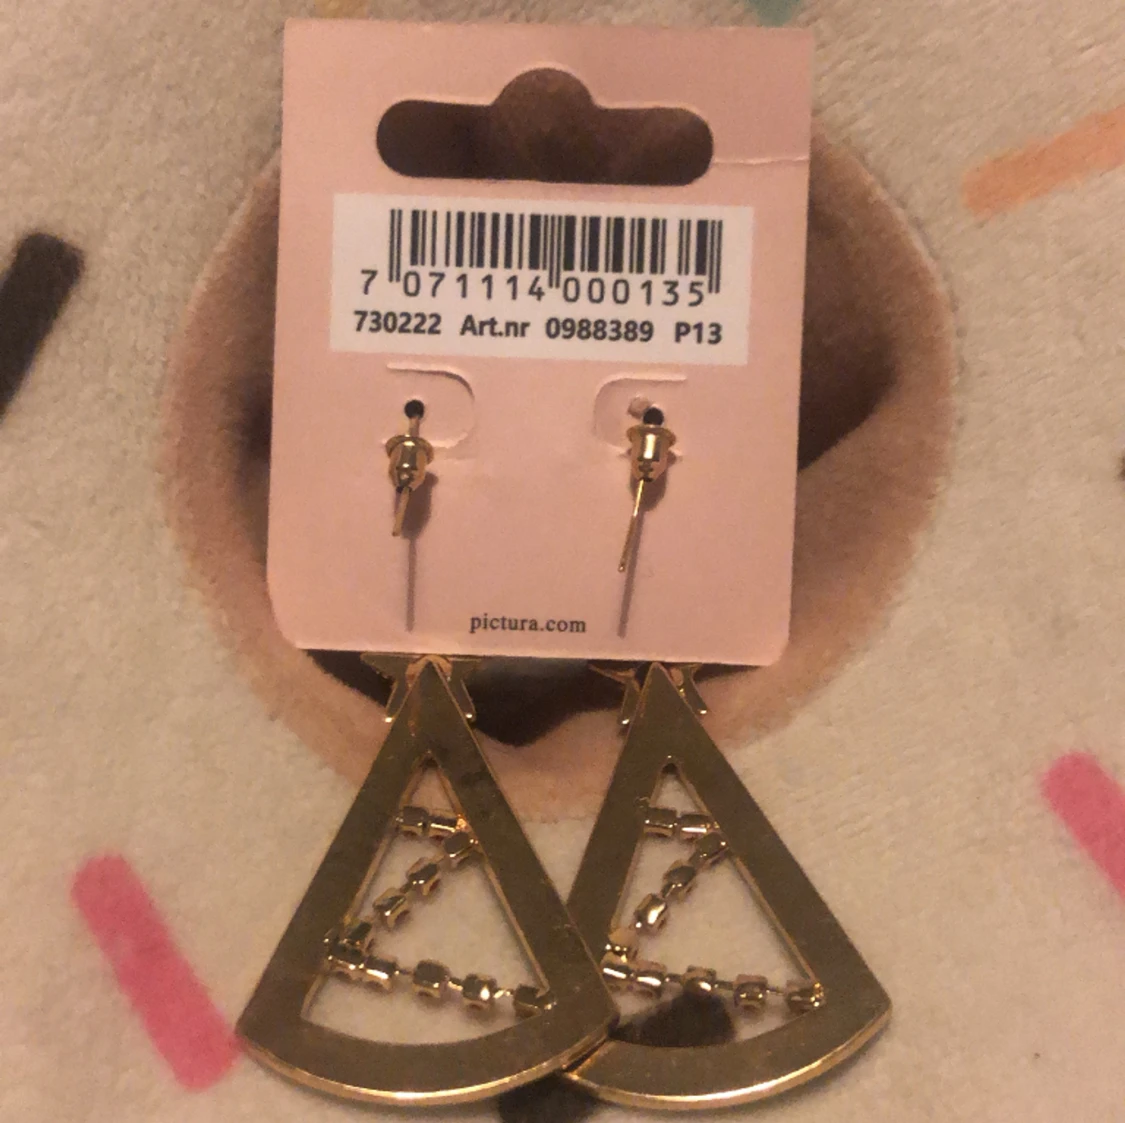 7 071114 000135
730222 Art.nr 0988389 P13
pictura.com